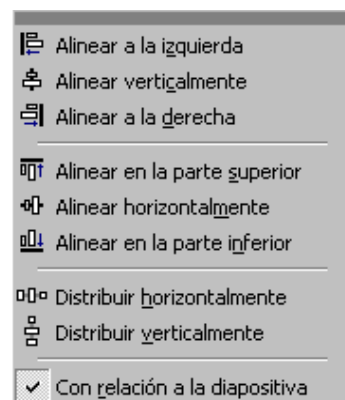 Alinear a la izquierda
Alinear verticalmente
Alinear a la derecha
Alinear en la parte superior
Alinear horizontalmente
Alinear en la parte inferior
Distribuir horizontalmente
Distribuir verticalmente
Con relación a la diapositiva